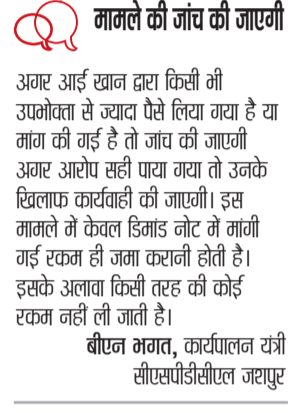 मामले की जांच की जाएगी
अगर आई खान द्वारा किसी भी
उपभोक्ता से ज्यादा पैसे लिया गया है या
मांग की गई है तो जांच की जाएगी
अगर आरोप सही पाया गया तो उनके
खिलाफ कार्यवाही की जाएगी। इस
मामले में केवल डिमांड नोट में मांगी
गई रकम ही जमा करानी होती है।
इसके अलावा किसी तरह की कोई
रकम नहीं ली जाती है।
बीएन भगत, कार्यपालन यंत्री
सीएसपीडीसीएल जशपुर